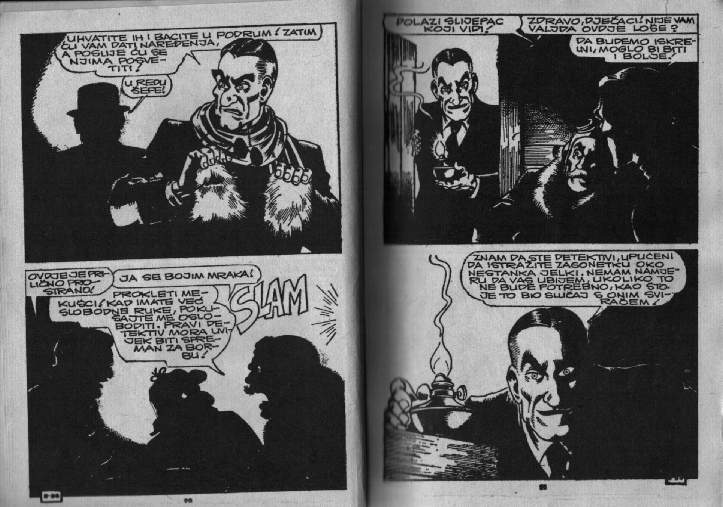 UHVATITE IH I BACITE U PODRUM! ZATIM
ĆU VAM DATI NAREĐENJA,
A POSLIJE ĆU SE
NJIMA POSVE-
TITI!
U REDU
ŠEFE!
OVDJE JE PRI-
LIČNO PRO-
STRANO!
JA SE BOJIM MRAKA!
PROKLETI ME-
KUŠCI! KAD IMATE VEĆ
SLOBODNE RUKE, POKU-
ŠAJTE ME OSLO-
BODITI. PRAVI DE-
TEKTIV MORA UVI-
JEK BITI SPRE-
MAN ZA BOR-
BU!
SLAM
POLAZI SLIJEPAC
KOJI VIDI!
ZDRAVO, DJEČACI! NIJE VAM
VALJDA OVDJE LOŠE?
DA BUDEMO ISKRE-
NI, MOGLO BI BITI
I BOLJE!
ZNAM DA STE DETEKTIVI, UPUĆENI
DA ISTRAŽITE ZAGONETKU OKO
NESTANKA JELKI. NEMAM NAMJE-
RU DA VAS UBIJEM, UKOLIKO TO
NE BUDE POTREBNO, KAO ŠTO
JE TO BIO SLUČAJ S ONIM SVI-
RAČEM!